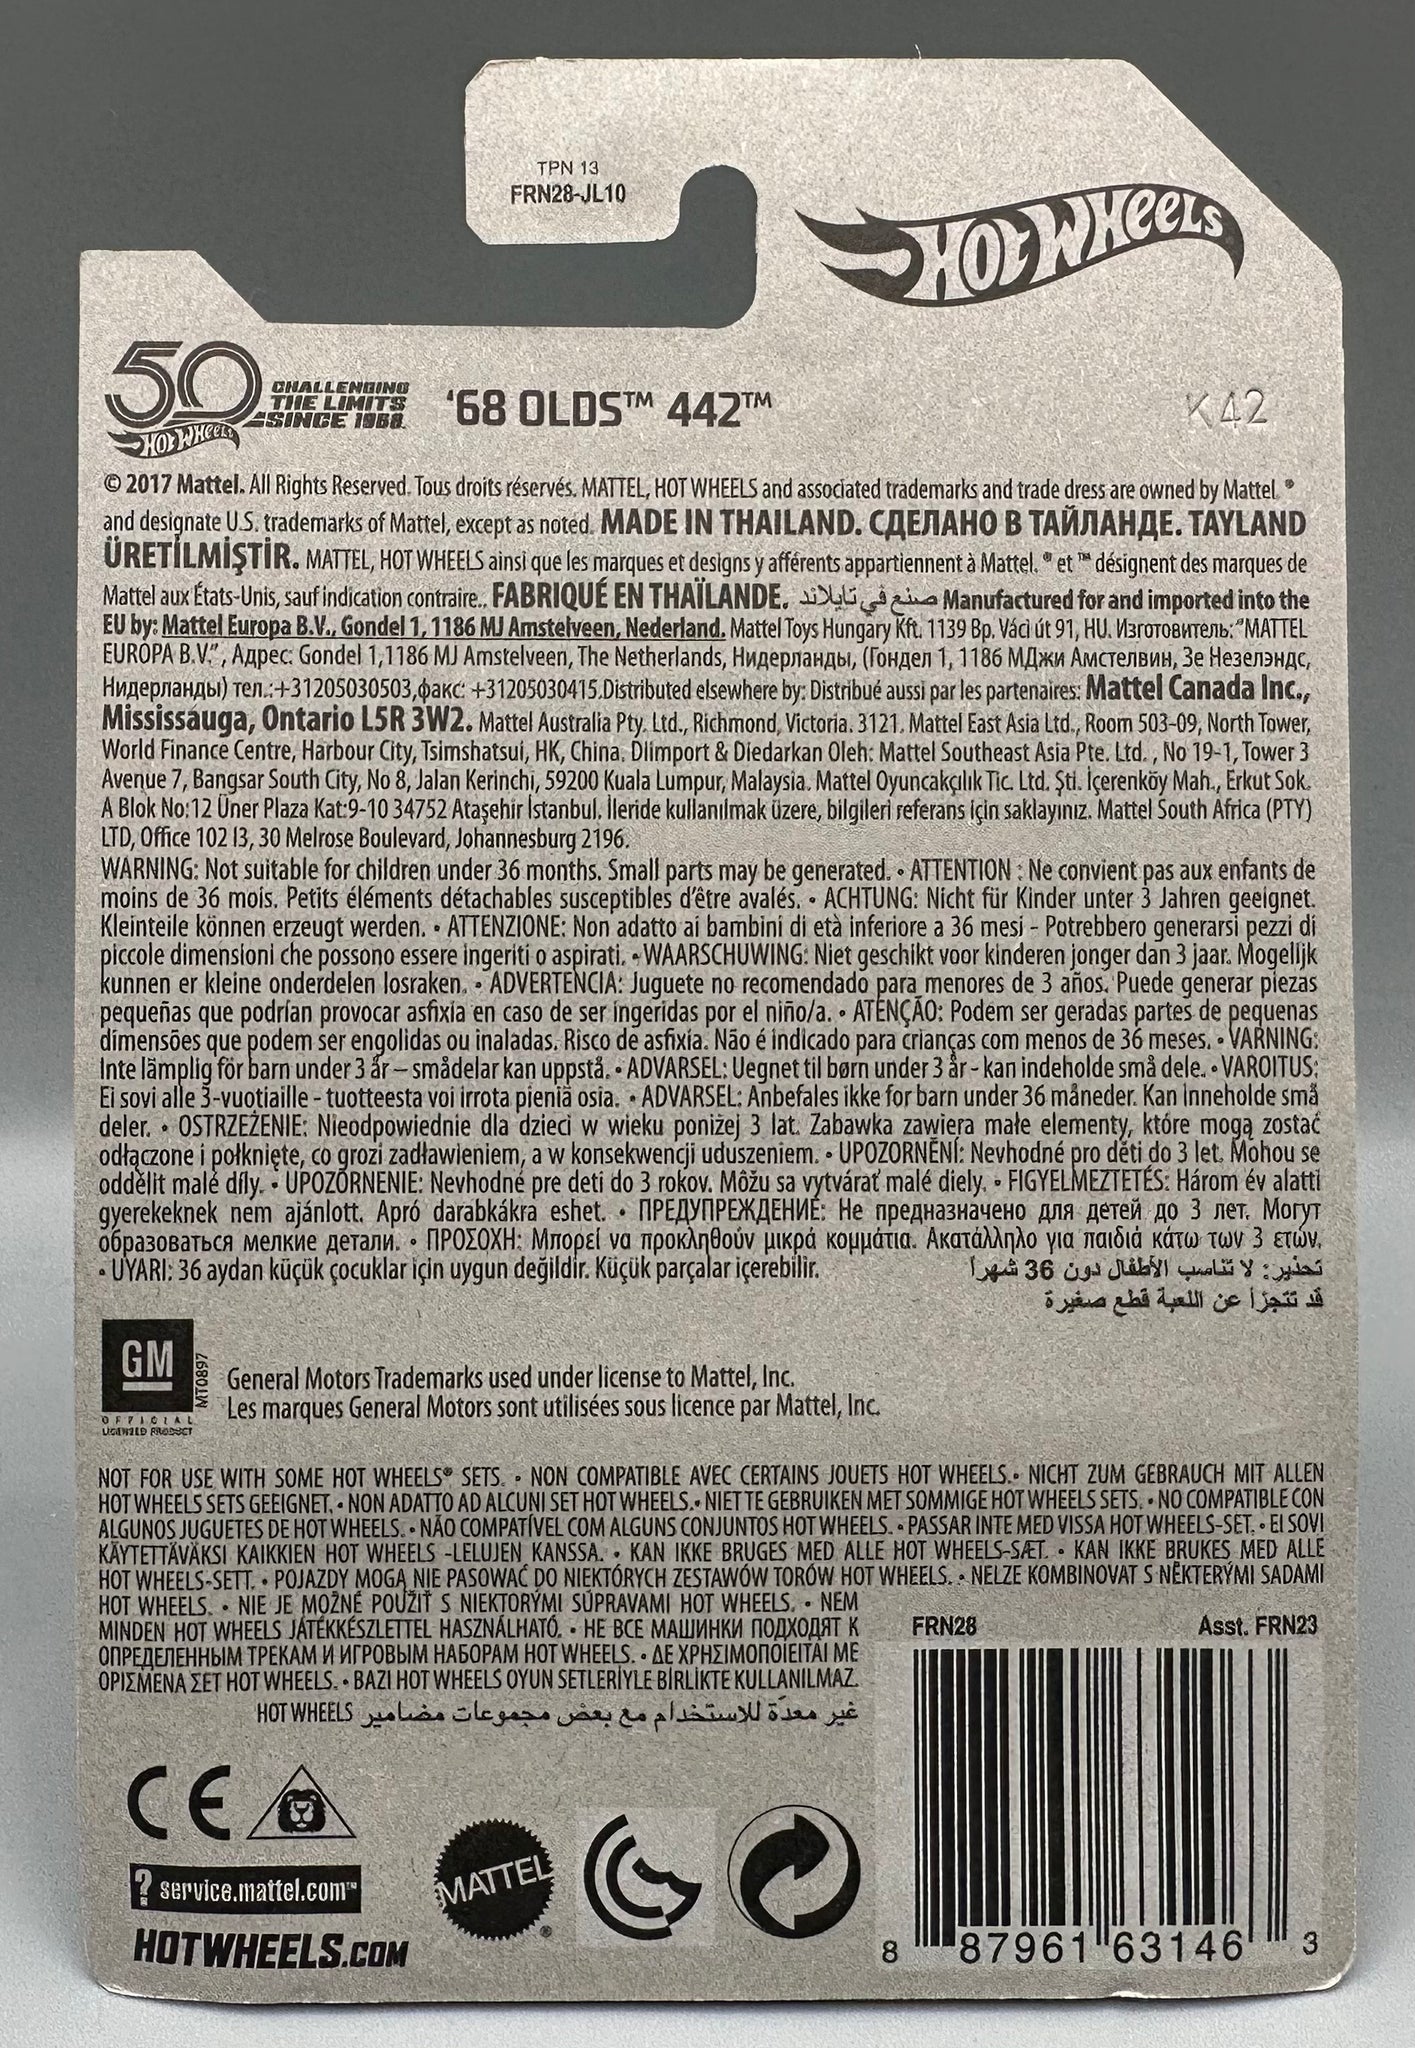 TPN 13
FRN28-JL10
HOT WHEELS
50 CHALLENGING
THE LIMITS
SINCE 1968
HOT WHEELS
'68 OLDS™ 442™
K42
© 2017 Mattel. All Rights Reserved. Tous droits réservés. MATTEL, HOT WHEELS and associated trademarks and trade dress are owned by Mattel ®
and designate U.S. trademarks of Mattel, except as noted. MADE IN THAILAND. СДЕЛАНО В ТАЙЛАНДЕ. TAYLAND
ÜRETİLMİŞTİR. MATTEL, HOT WHEELS ainsi que les marques et designs y afférents appartiennent à Mattel. ® et ™ désignent des marques de
Mattel aux États-Unis, sauf indication contraire.. FABRIQUÉ EN THAÏLANDE. صنع في تايلاند Manufactured for and imported into the
EU by: Mattel Europa B.V., Gondel 1, 1186 MJ Amstelveen, Nederland. Mattel Toys Hungary Kft. 1139 Bp. Váci út 91, HU. Изготовитель: "MATTEL
EUROPA B.V.", Адрес: Gondel 1,1186 MJ Amstelveen, The Netherlands, Нидерланды, (Гондел 1, 1186 МДжи Амстелвин, Зе Незелэндс,
Нидерланды) тел.:+31205030503,факс: +31205030415.Distributed elsewhere by: Distribué aussi par les partenaires: Mattel Canada Inc.,
Mississauga, Ontario L5R 3W2. Mattel Australia Pty. Ltd., Richmond, Victoria. 3121. Mattel East Asia Ltd., Room 503-09, North Tower,
World Finance Centre, Harbour City, Tsimshatsui, HK, China. Diimport & Diedarkan Oleh: Mattel Southeast Asia Pte. Ltd. , No 19-1, Tower 3
Avenue 7, Bangsar South City, No 8, Jalan Kerinchi, 59200 Kuala Lumpur, Malaysia. Mattel Oyuncakçılık Tic. Ltd. Şti. İçerenköy Mah., Erkut Sok.
A Blok No:12 Üner Plaza Kat:9-10 34752 Ataşehir İstanbul. İleride kullanılmak üzere, bilgileri referans için saklayınız. Mattel South Africa (PTY)
LTD, Office 102 I3, 30 Melrose Boulevard, Johannesburg 2196.
WARNING: Not suitable for children under 36 months. Small parts may be generated. • ATTENTION : Ne convient pas aux enfants de
moins de 36 mois. Petits éléments détachables susceptibles d'être avalés. • ACHTUNG: Nicht für Kinder unter 3 Jahren geeignet.
Kleinteile können erzeugt werden. • ATTENZIONE: Non adatto ai bambini di età inferiore a 36 mesi - Potrebbero generarsi pezzi di
piccole dimensioni che possono essere ingeriti o aspirati. • WAARSCHUWING: Niet geschikt voor kinderen jonger dan 3 jaar. Mogelijk
kunnen er kleine onderdelen losraken. • ADVERTENCIA: Juguete no recomendado para menores de 3 años. Puede generar piezas
pequeñas que podrían provocar asfixia en caso de ser ingeridas por el niño/a. • ATENÇÃO: Podem ser geradas partes de pequenas
dimensões que podem ser engolidas ou inaladas. Risco de asfixia. Não é indicado para crianças com menos de 36 meses. • VARNING:
Inte lämplig för barn under 3 år – smådelar kan uppstå. • ADVARSEL: Uegnet til børn under 3 år - kan indeholde små dele. • VAROITUS:
Ei sovi alle 3-vuotiaille - tuotteesta voi irrota pieniä osia. • ADVARSEL: Anbefales ikke for barn under 36 måneder. Kan inneholde små
deler. • OSTRZEŻENIE: Nieodpowiednie dla dzieci w wieku poniżej 3 lat. Zabawka zawiera małe elementy, które mogą zostać
odłączone i połknięte, co grozi zadławieniem, a w konsekwencji uduszeniem. • UPOZORNĚNÍ: Nevhodné pro děti do 3 let. Mohou se
oddělit malé díly. • UPOZORNENIE: Nevhodné pre deti do 3 rokov. Môžu sa vytvárať malé diely. • FIGYELMEZTETÉS: Három év alatti
gyerekeknek nem ajánlott. Apró darabkákra eshet. • ПРЕДУПРЕЖДЕНИЕ: Не предназначено для детей до 3 лет. Могут
образоваться мелкие детали. • ΠΡΟΣΟΧΗ: Μπορεί να προκληθούν μικρά κομμάτια. Ακατάλληλο για παιδιά κάτω των 3 ετών.
• UYARI: 36 aydan küçük çocuklar için uygun değildir. Küçük parçalar içerebilir. تحذير: لا تناسب الأطفال دون 36 شهراً
قد تتجزأ عن اللعبة قطع صغيرة
GM
MT0897
OFFICIAL
LICENSED PRODUCT
General Motors Trademarks used under license to Mattel, Inc.
Les marques General Motors sont utilisées sous licence par Mattel, Inc.
NOT FOR USE WITH SOME HOT WHEELS® SETS. • NON COMPATIBLE AVEC CERTAINS JOUETS HOT WHEELS.• NICHT ZUM GEBRAUCH MIT ALLEN
HOT WHEELS SETS GEEIGNET. • NON ADATTO AD ALCUNI SET HOT WHEELS.• NIET TE GEBRUIKEN MET SOMMIGE HOT WHEELS SETS. • NO COMPATIBLE CON
ALGUNOS JUGUETES DE HOT WHEELS. • NÃO COMPATÍVEL COM ALGUNS CONJUNTOS HOT WHEELS. • PASSAR INTE MED VISSA HOT WHEELS-SET. • EI SOVI
KÄYTETTÄVÄKSI KAIKKIEN HOT WHEELS -LELUJEN KANSSA. • KAN IKKE BRUGES MED ALLE HOT WHEELS-SÆT. • KAN IKKE BRUKES MED ALLE
HOT WHEELS-SETT. • POJAZDY MOGĄ NIE PASOWAĆ DO NIEKTÓRYCH ZESTAWÓW TORÓW HOT WHEELS. • NELZE KOMBINOVAT S NĚKTERÝMI SADAMI
HOT WHEELS. • NIE JE MOŽNÉ POUŽIŤ S NIEKTORÝMI SÚPRAVAMI HOT WHEELS. • NEM
MINDEN HOT WHEELS JÁTÉKKÉSZLETTEL HASZNÁLHATÓ. • НЕ ВСЕ МАШИНКИ ПОДХОДЯТ К
ОПРЕДЕЛЕННЫМ ТРЕКАМ И ИГРОВЫМ НАБОРАМ HOT WHEELS. • ΔΕ ΧΡΗΣΙΜΟΠΟΙΕΙΤΑΙ ΜΕ
ΟΡΙΣΜΕΝΑ ΣΕΤ HOT WHEELS. • BAZI HOT WHEELS OYUN SETLERİYLE BİRLİKTE KULLANILMAZ.
غير معدّة للاستخدام مع بعض مجموعات مضامير HOT WHEELS
FRN28 Asst. FRN23
CE
? service.mattel.com™
HOTWHEELS.COM
MATTEL®
8 87961 63146 3